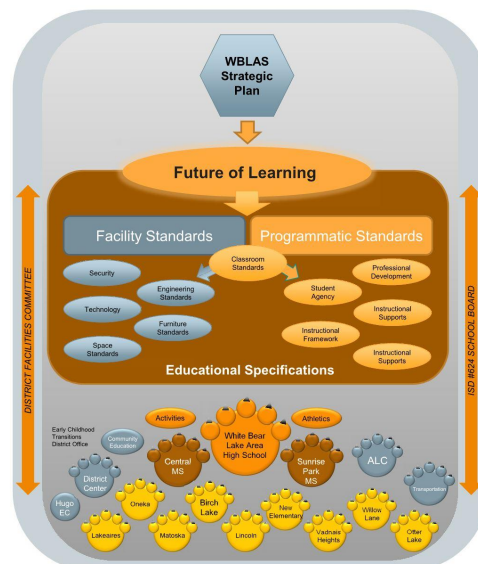 WBLAS
Strategic
Plan
Future of Learning
Facility Standards
Programmatic Standards
Classroom
Standards
Security
Engineering
Standards
Technology
Furniture
Standards
Space
Standards
Professional
Development
Student
Agency
Instructional
Supports
Instructional
Framework
Instructional
Supports
Educational Specifications
DISTRICT FACILITIES COMMITTEE
ISD #624 SCHOOL BOARD
Activities
Athletics
Early Childhood
Transitions
District Office
Community
Education
White Bear
Lake Area
High School
Central
MS
Sunrise
Park
MS
ALC
District
Center
Transportation
Hugo
EC
Oneka
Birch
Lake
New
Elementary
Willow
Lane
Lakeaires
Matoska
Lincoln
Vadnais
Heights
Otter
Lake